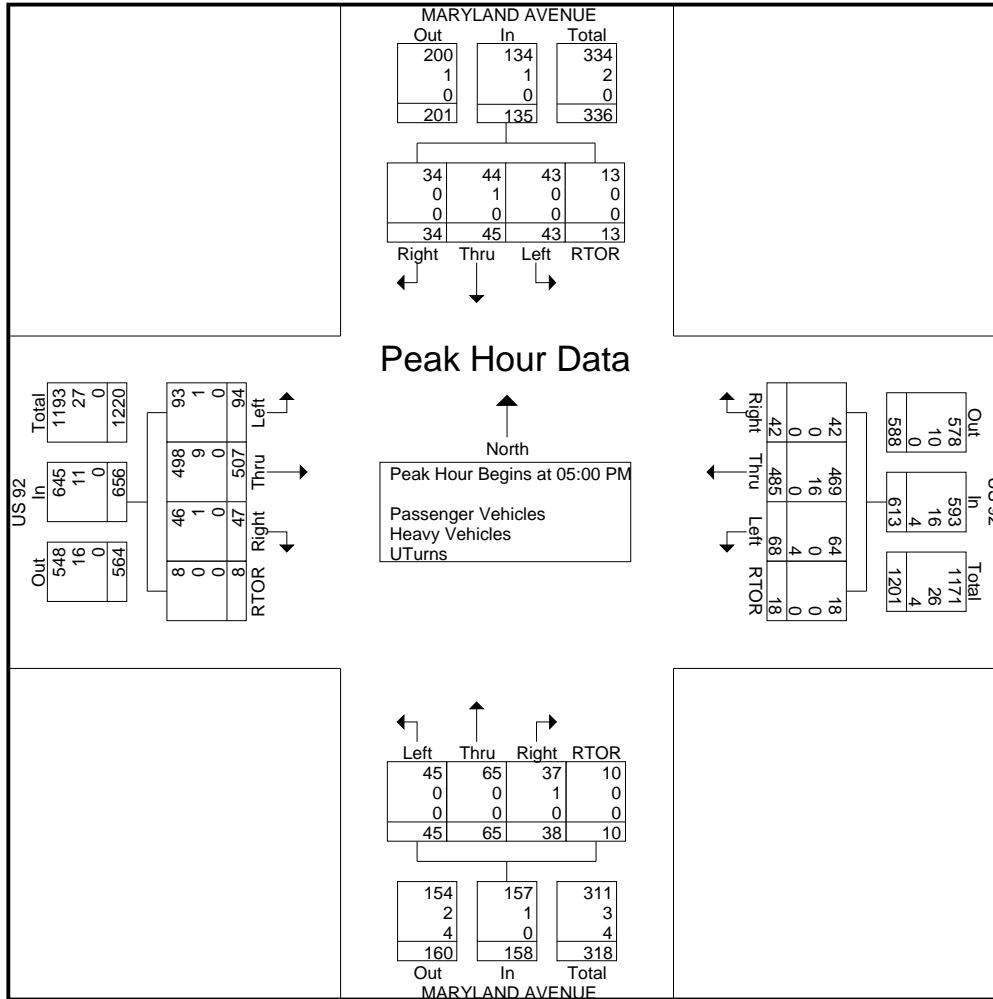 MARYLAND AVENUE
Out In Total
200 134 334
1 1 2
0 0 0
201 135 336
34 44 43 13
0 1 0 0
0 0 0 0
34 45 43 13
Right Thru Left RTOR
Peak Hour Data
North
Peak Hour Begins at 05:00 PM
Passenger Vehicles
Heavy Vehicles
UTurns
US 92
Out In Total
548 645 1193
16 11 27
0 0 0
564 656 1220
8 46 498 93
0 1 9 1
0 0 0 0
8 47 507 94
RTOR Right Thru Left
US 92
Out In Total
578 593 1171
10 16 26
0 4 4
588 613 1201
42 469 64 18
0 16 0 0
0 0 4 0
42 485 68 18
Right Thru Left RTOR
Left Thru Right RTOR
45 65 37 10
0 0 1 0
0 0 0 0
45 65 38 10
154 157 311
2 1 3
4 0 4
160 158 318
Out In Total
MARYLAND AVENUE